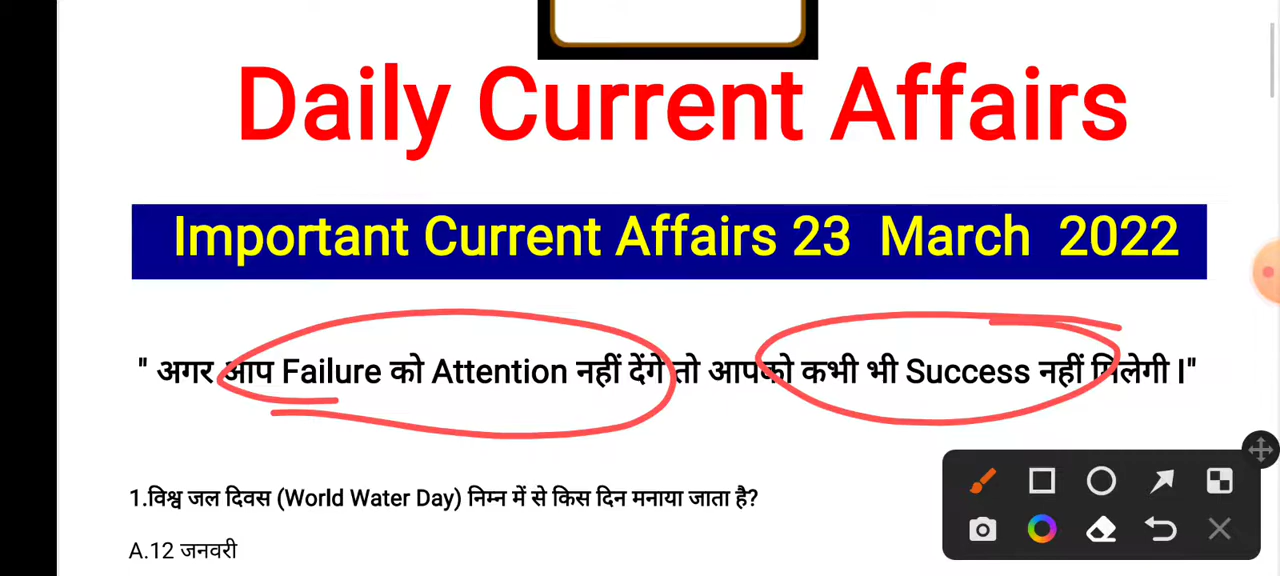 Daily Current Affairs
Important Current Affairs 23 March 2022
" अगर आप Failure को Attention नहीं देंगे तो आपको कभी भी Success नहीं मिलेगी I"
1.विश्व जल दिवस (World Water Day) निम्न में से किस दिन मनाया जाता है?
A.12 जनवरी